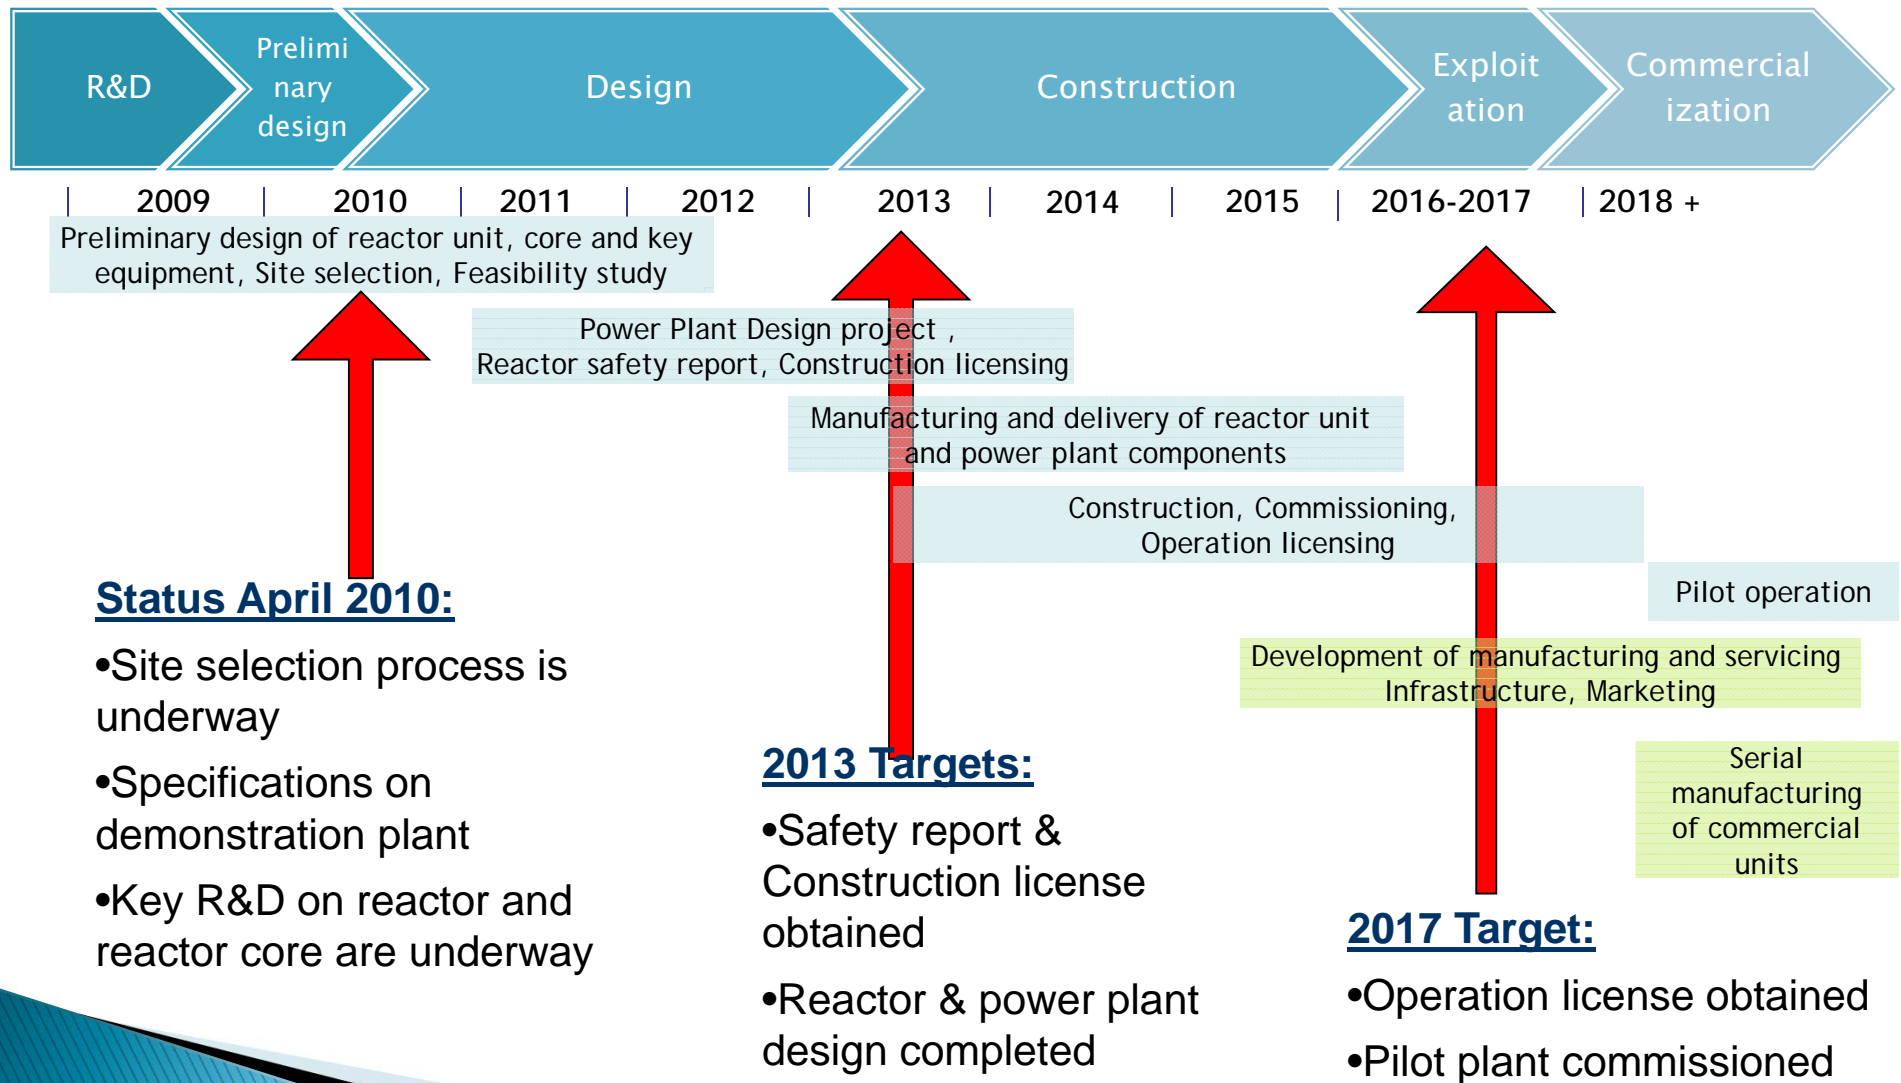 R&D
Prelimi
nary
design
Design
Construction
Exploit
ation
Commercial
ization
2009
2010
2011
2012
2013
2014
2015
2016-2017
2018 +
Preliminary design of reactor unit, core and key
equipment, Site selection, Feasibility study
Power Plant Design project ,
Reactor safety report, Construction licensing
Manufacturing and delivery of reactor unit
and power plant components
Construction, Commissioning,
Operation licensing
Pilot operation
Development of manufacturing and servicing
Infrastructure, Marketing
Serial
manufacturing
of commercial
units
Status April 2010:
•Site selection process is
underway
•Specifications on
demonstration plant
•Key R&D on reactor and
reactor core are underway
2013 Targets:
•Safety report &
Construction license
obtained
•Reactor & power plant
design completed
2017 Target:
•Operation license obtained
•Pilot plant commissioned